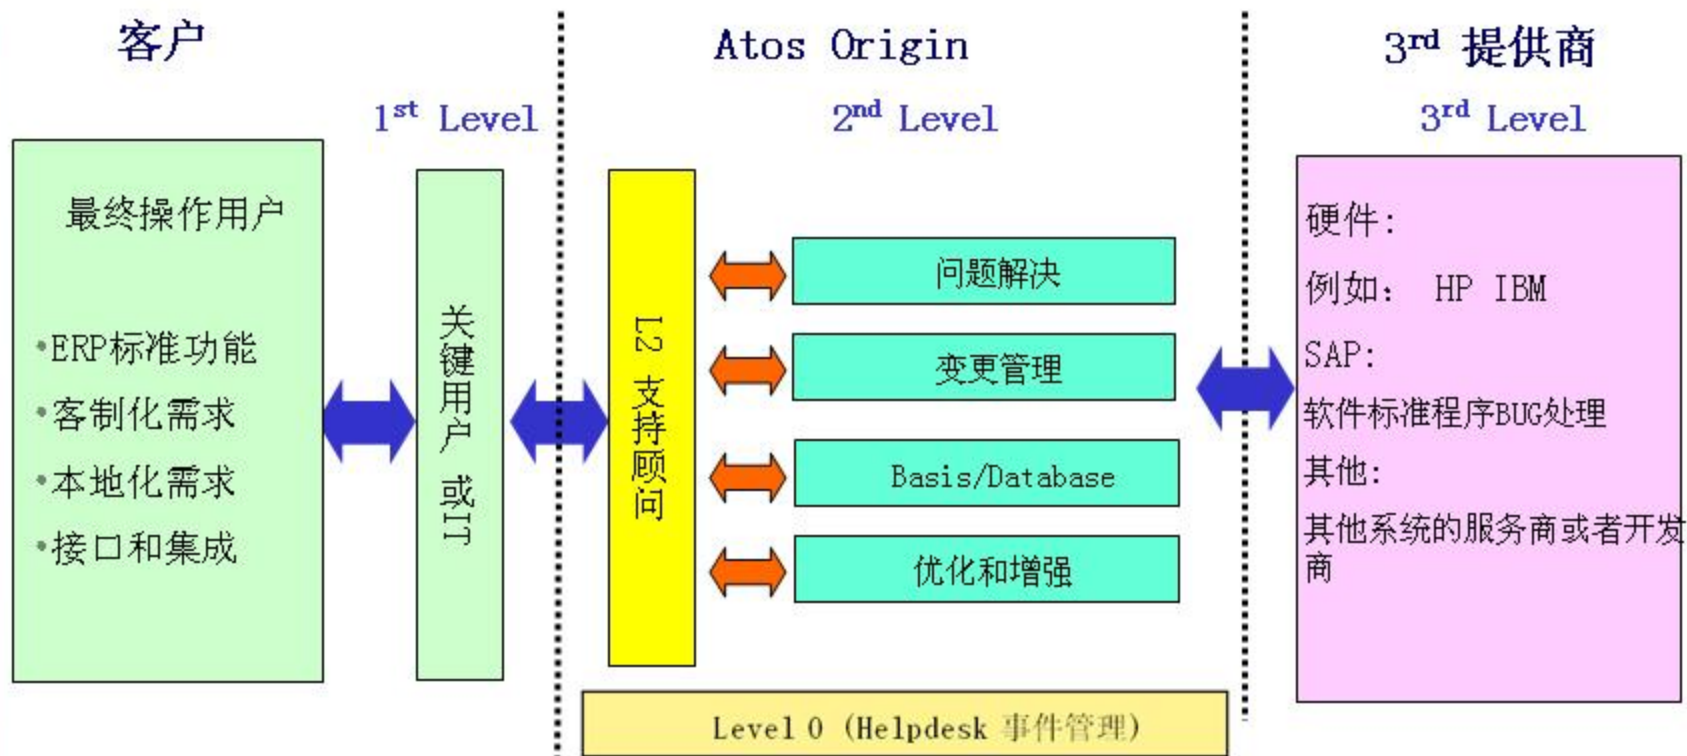 客户
Atos Origin
3rd 提供商
1st Level
2nd Level
3rd Level
最终操作用户
•ERP标准功能
•客制化需求
•本地化需求
•接口和集成
关键用户 或IT
L2 支持顾问
问题解决
变更管理
Basis/Database
优化和增强
硬件:
例如: HP IBM
SAP:
软件标准程序BUG处理
其他:
其他系统的服务商或者开发
商
Level 0 (Helpdesk 事件管理)